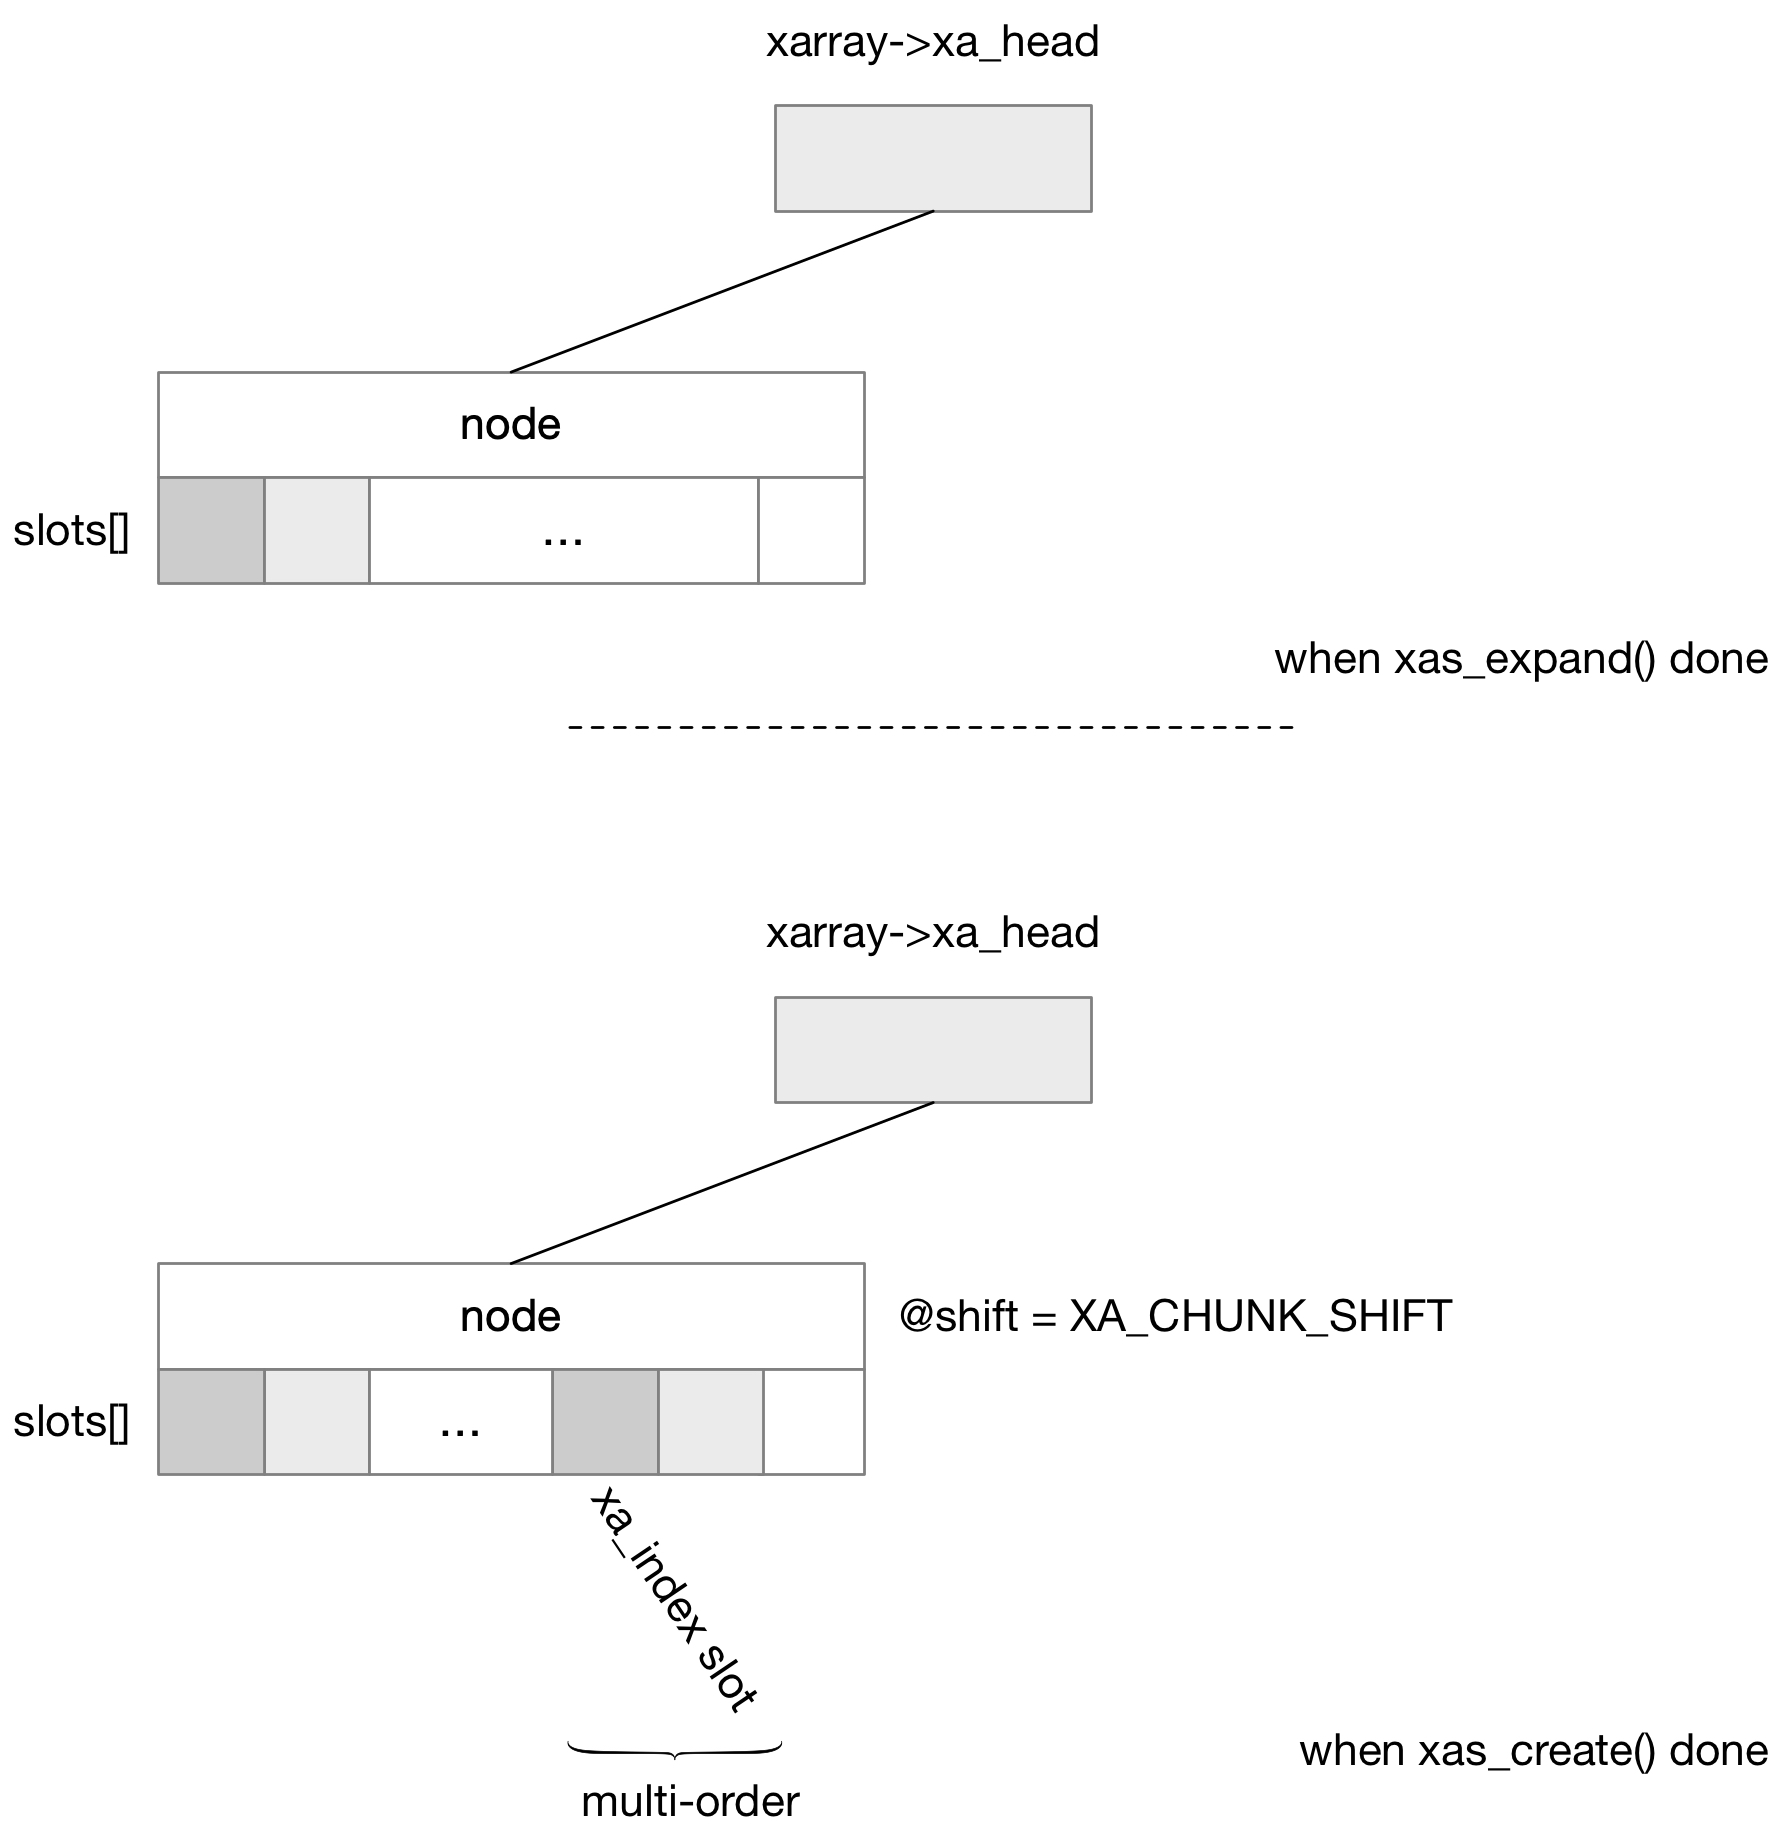 xarray->xa_head
node
slots[]
...
when xas_expand() done
xarray->xa_head
node
@shift = XA_CHUNK_SHIFT
slots[]
...
xa_index slot
when xas_create() done
multi-order